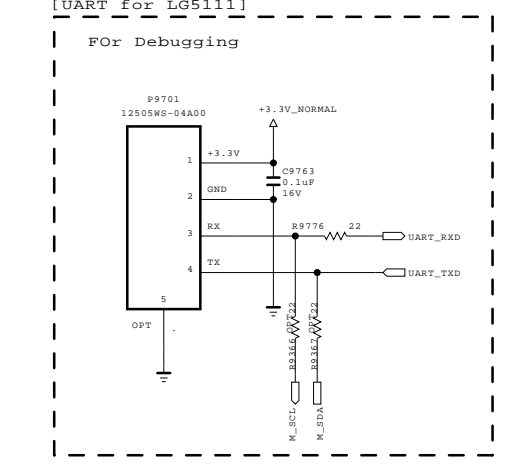 [UART for LG5111]
FOr Debugging
P9701
12505WS-04A00
+3.3V_NORMAL
1
+3.3V
C9763
0.1uF
16V
2
GND
3
RX
R9776
22
UART_RXD
4
TX
UART_TXD
5
OPT
.
R9366
OPT
22
R9367
OPT
22
M_SCL
M_SDA